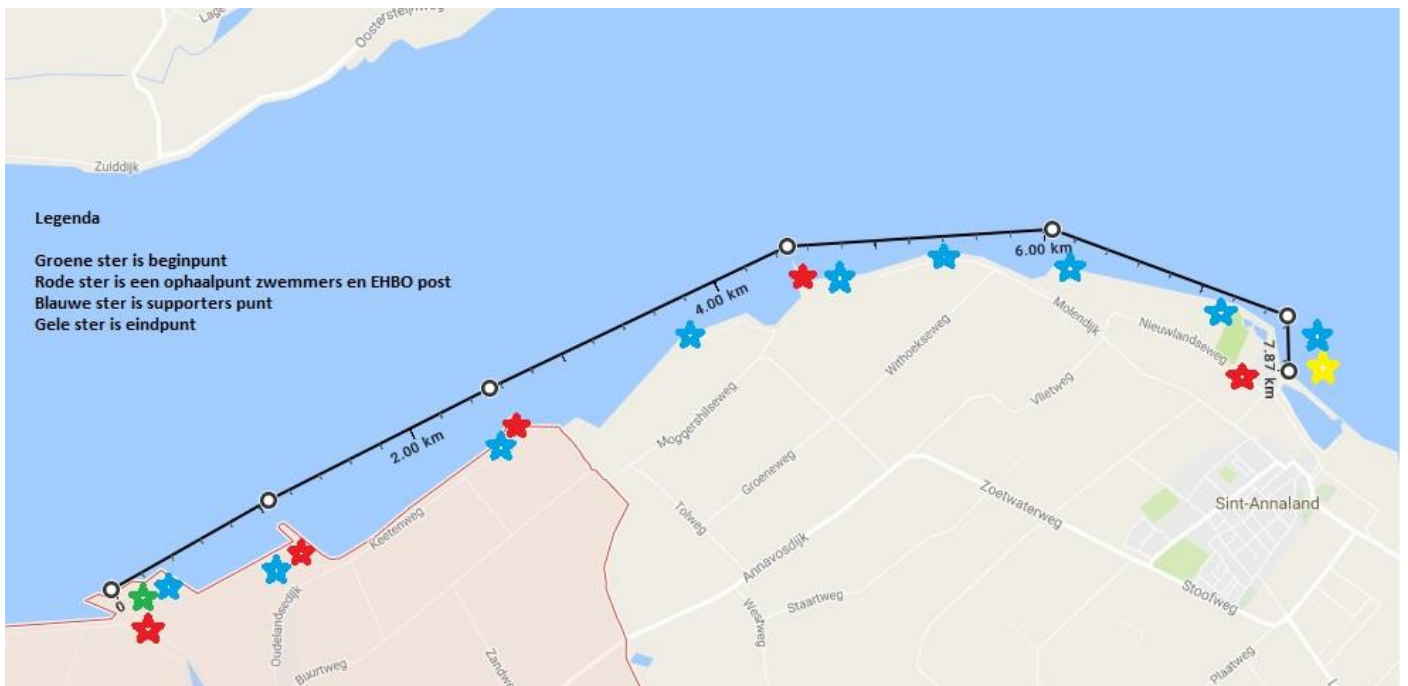 Lage
Oostersteijnweg
Zuiddijk
Legenda
Groene ster is beginpunt
Rode ster is een ophaalpunt zwemmers en EHBO post
Blauwe ster is supporters punt
Gele ster is eindpunt
6.00 km
4.00 km
Molendijk
Nieuwlandseweg
7.87 km
Withoekseweg
Vlietweg
Moggershilseweg
2.00 km
Groeneweg
Zoetwaterweg
Sint-Annaland
Tolweg
Keetenweg
Annavosdijk
0
Oudelandsedijk
Westweg
Staartweg
Stoofweg
Buurtweg
Zandw
Plaatweg